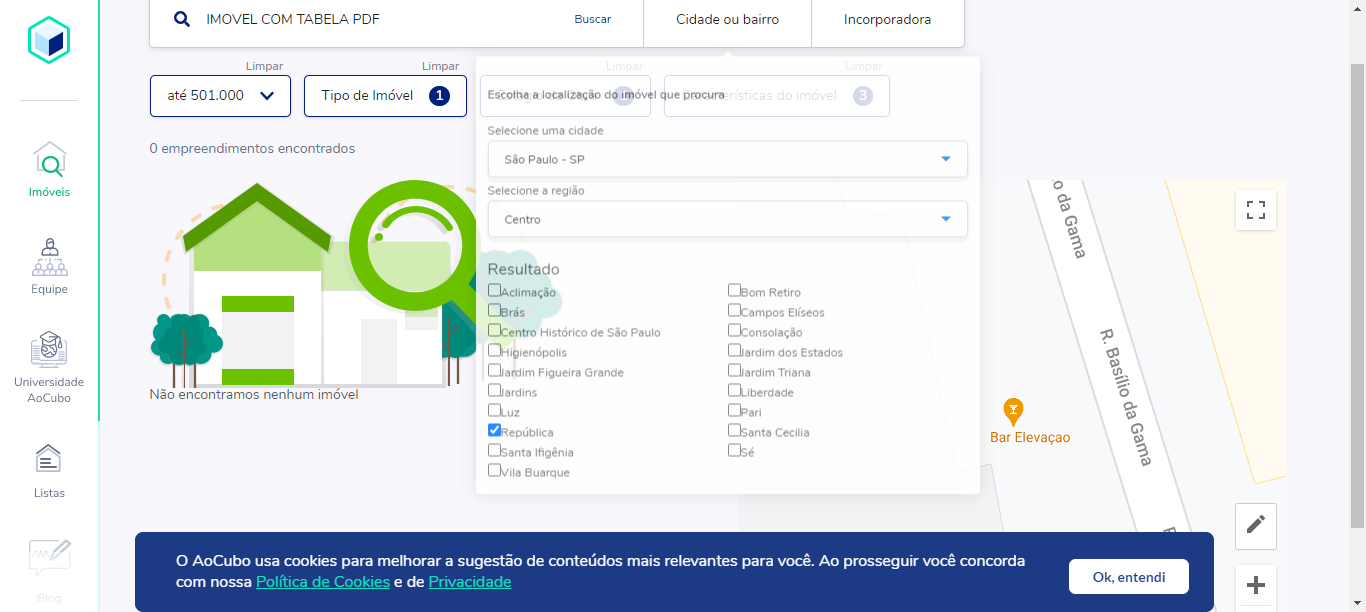 IMOVEL COM TABELA PDF
Buscar
Cidade ou bairro
Incorporadora
Limpar
Limpar
Limpar
Limpar
até 501.000
Tipo de Imóvel 1
do imóvel 3
Escolha a localização do imóvel que procura
Selecione uma cidade
São Paulo - SP
Selecione a região
Centro
Resultado
Aclimação
Bom Retiro
Brás
Campos Elíseos
Centro Histórico de São Paulo
Consolação
Higienópolis
Jardim dos Estados
Jardim Figueira Grande
Jardim Triana
Jardins
Liberdade
Luz
Pari
República
Santa Cecilia
Santa Ifigênia
Sé
Vila Buarque
0 empreendimentos encontrados
Não encontramos nenhum imóvel
Imóveis
Equipe
Universidade
AoCubo
Listas
Blog
da Gama
R. Basílio da Gama
Bar Elevaçao
O AoCubo usa cookies para melhorar a sugestão de conteúdos mais relevantes para você. Ao prosseguir você concorda
com nossa Política de Cookies e de Privacidade
Ok, entendi